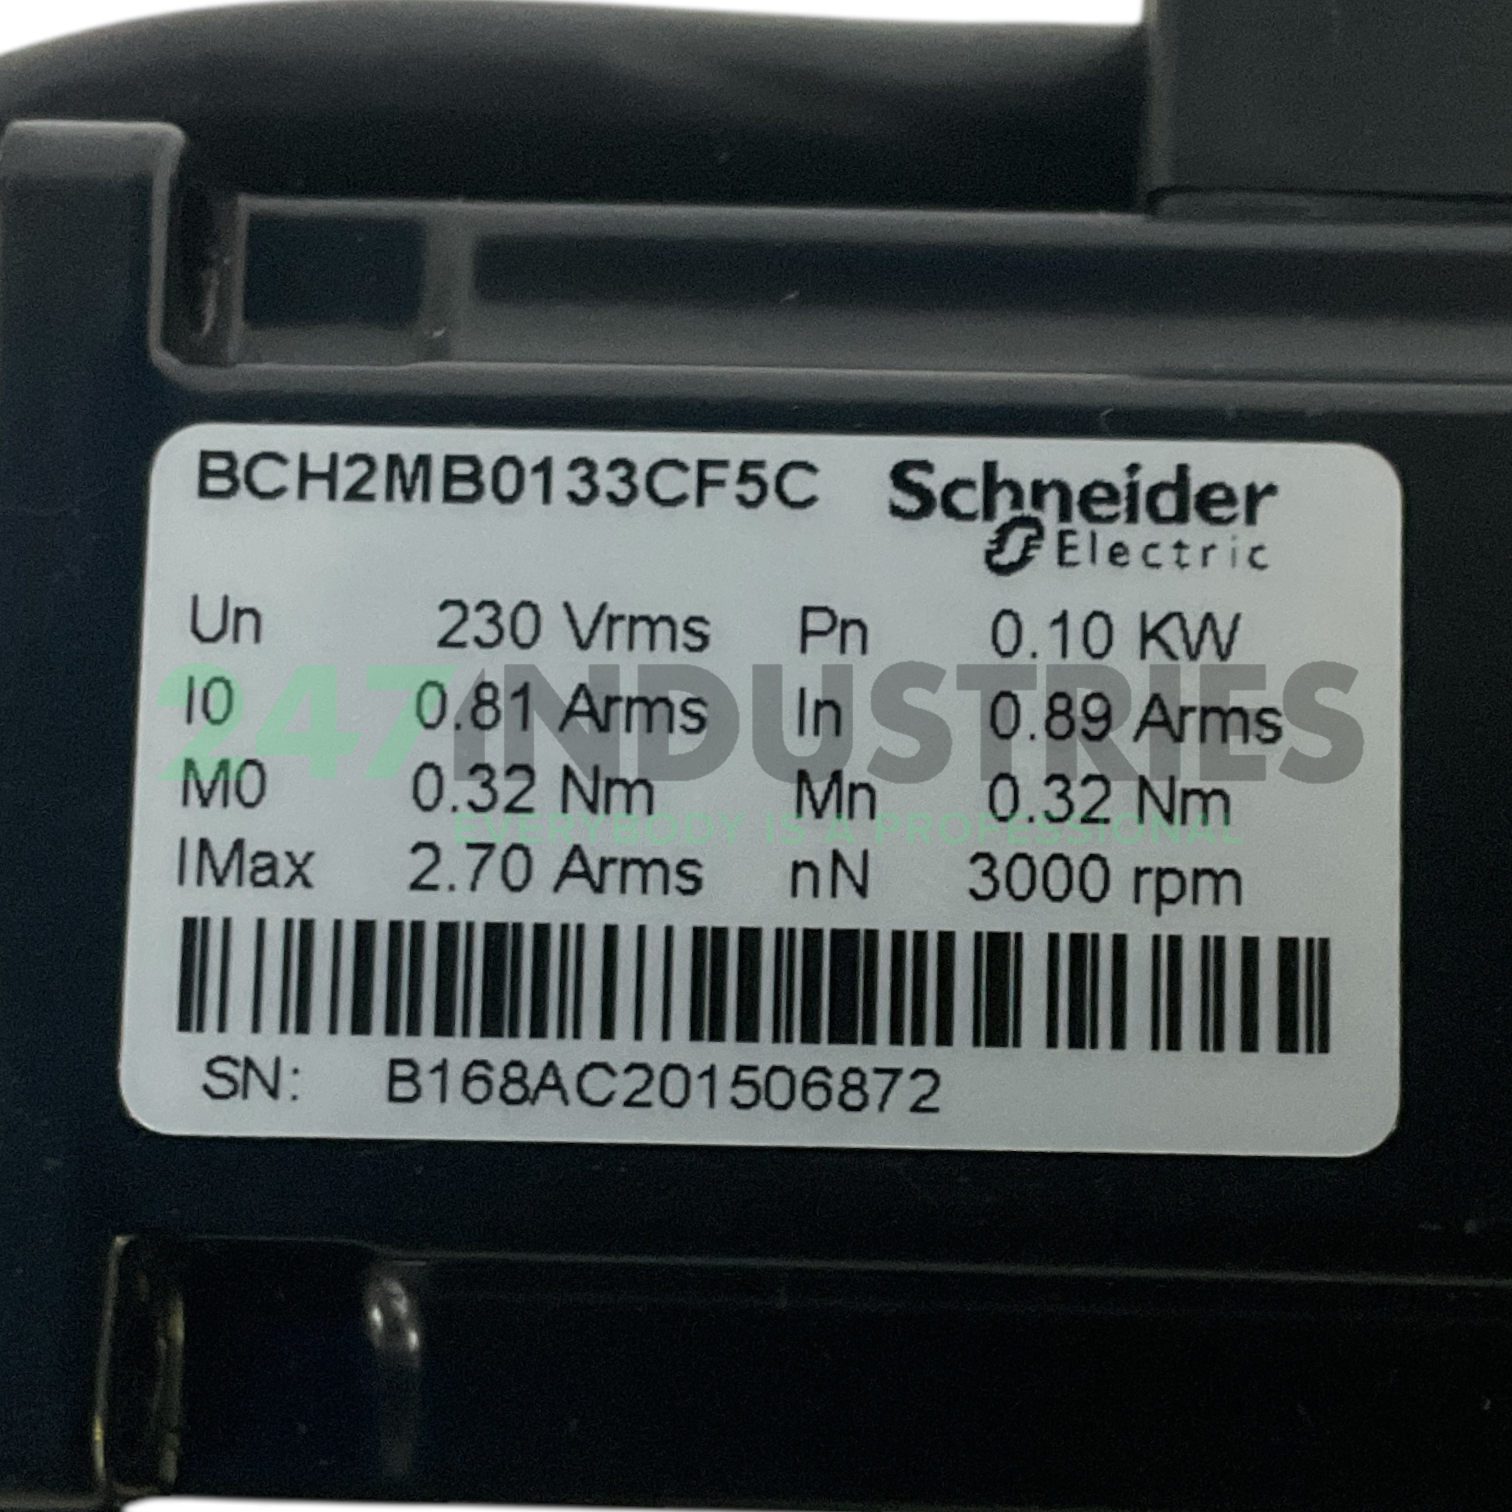 BCH2MB0133CF5C Schneider
Electric
Un 230 Vrms Pn 0.10 KW
I0 0.81 Arms In 0.89 Arms
247INDUSTRIES
M0 0.32 Nm Mn 0.32 Nm
EVERYBODY IS A PROFESSIONAL
IMax 2.70 Arms nN 3000 rpm
SN: B168AC201506872